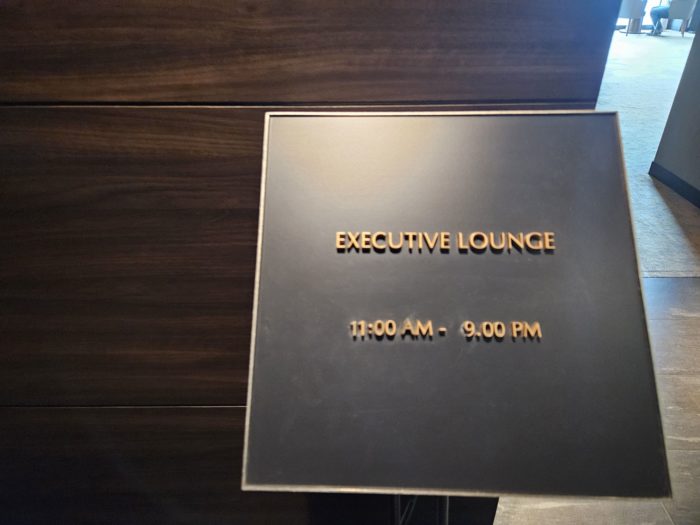 EXECUTIVE LOUNGE
11:00 AM - 9.00 PM